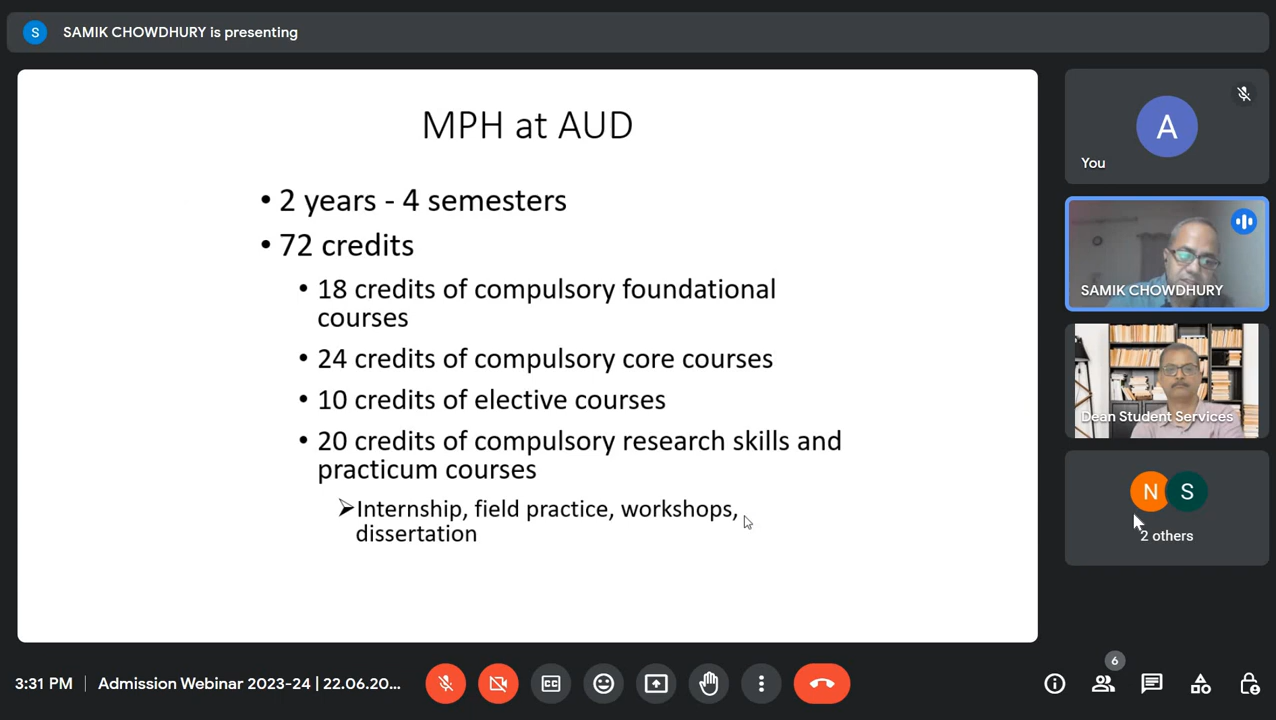 S
SAMIK CHOWDHURY is presenting
MPH at AUD
• 2 years - 4 semesters
• 72 credits
• 18 credits of compulsory foundational
courses
• 24 credits of compulsory core courses
• 10 credits of elective courses
• 20 credits of compulsory research skills and
practicum courses
➢Internship, field practice, workshops,
dissertation
A
You
SAMIK CHOWDHURY
Dean Student Services
N S
2 others
3:31 PM | Admission Webinar 2023-24 | 22.06.20...
CC
6